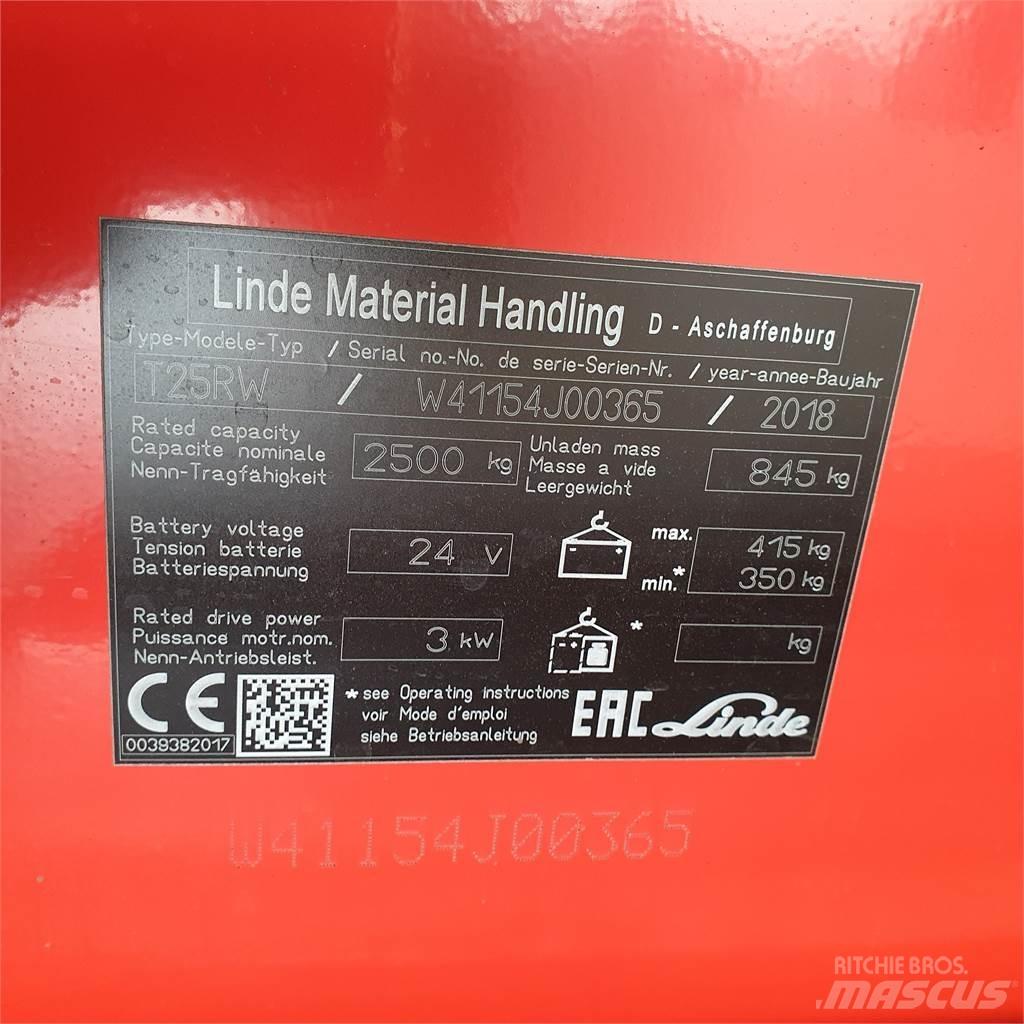 Linde Material Handling D - Aschaffenburg
Type-Modele-Typ / Serial no.-No. de serie-Serien-Nr. / year-annee-Baujahr
T25RW / W41154J00365 / 2018
Rated capacity
Capacite nominale
Nenn-Tragfähigkeit
2500 kg
Unladen mass
Masse a vide
Leergewicht
845 kg
Battery voltage
Tension batterie
Batteriespannung
24 V
max. 415 kg
min.* 350 kg
Rated drive power
Puissance motr.nom.
Nenn-Antriebsleist.
3 kW
* kg
CE
0039382017
* see Operating instructions
voir Mode d'emploi
siehe Betriebsanleitung
EAC Linde
W41154J00365
RITCHIE BROS.
MASCUS